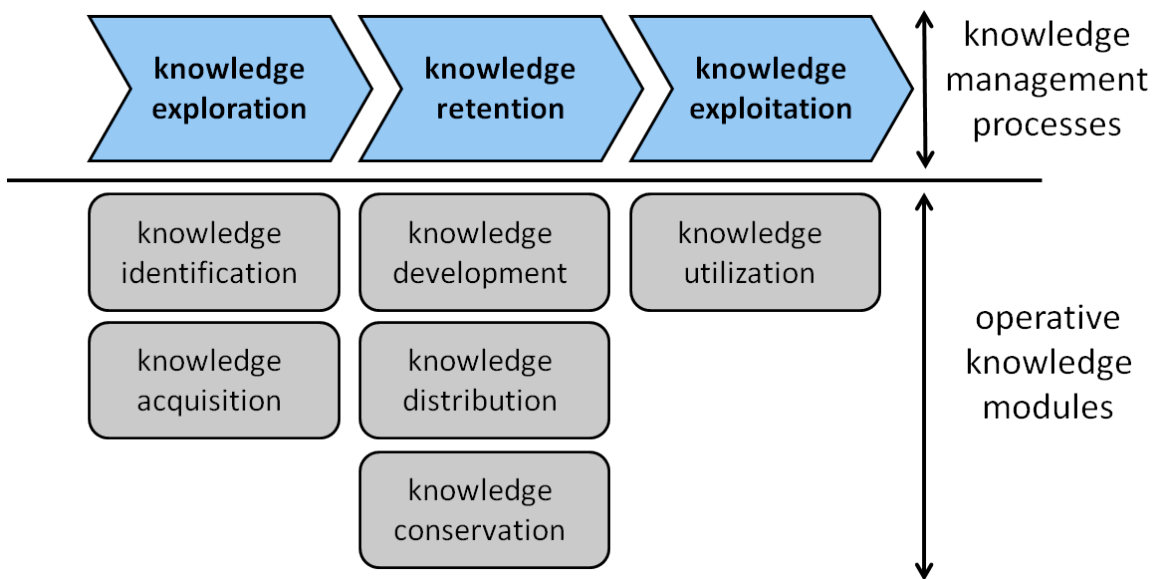 knowledge
exploration
knowledge
retention
knowledge
exploitation
knowledge
management
processes
knowledge
identification
knowledge
development
knowledge
utilization
knowledge
acquisition
knowledge
distribution
knowledge
conservation
operative
knowledge
modules